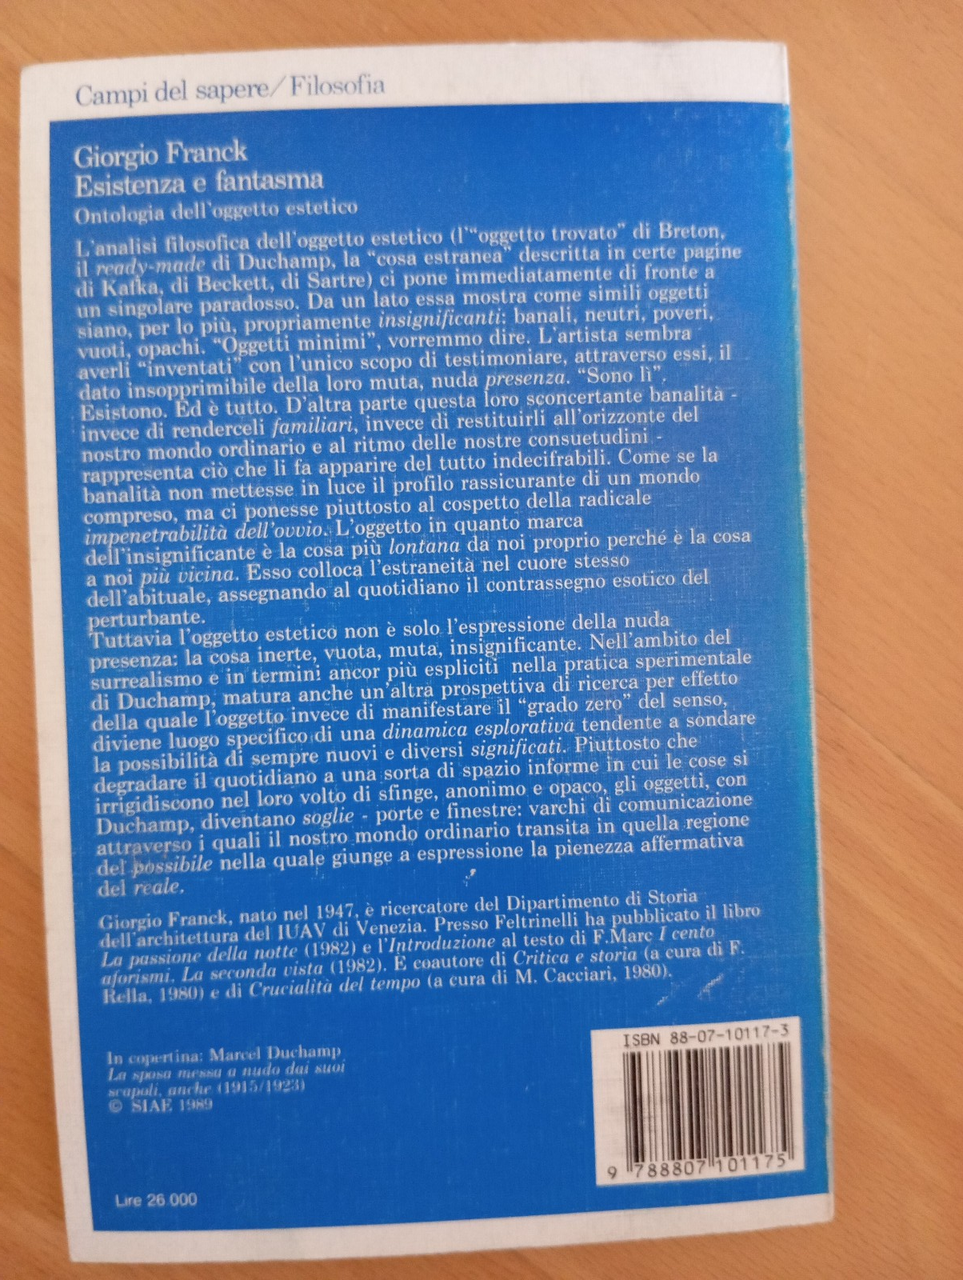 Campi del sapere/Filosofia
Giorgio Franck
Esistenza e fantasma
Ontologia dell'oggetto estetico
L'analisi filosofica dell'oggetto estetico (l'"oggetto trovato" di Breton,
il ready-made di Duchamp, la "cosa estranea" descritta in certe pagine
di Kafka, di Beckett, di Sartre) ci pone immediatamente di fronte a
un singolare paradosso. Da un lato essa mostra come simili oggetti
siano, per lo più, propriamente insignificanti: banali, neutri, poveri,
vuoti, opachi. "Oggetti minimi", vorremmo dire. L'artista sembra
averli "inventati" con l'unico scopo di testimoniare, attraverso essi, il
dato insopprimibile della loro muta, nuda presenza. "Sono lì".
Esistono. Ed è tutto. D'altra parte questa loro sconcertante banalità -
invece di renderceli familiari, invece di restituirli all'orizzonte del
nostro mondo ordinario e al ritmo delle nostre consuetudini -
rappresenta ciò che li fa apparire del tutto indecifrabili. Come se la
banalità non mettesse in luce il profilo rassicurante di un mondo
compreso, ma ci ponesse piuttosto al cospetto della radicale
impenetrabilità dell'ovvio. L'oggetto in quanto marca
dell'insignificante è la cosa più lontana da noi proprio perché è la cosa
a noi più vicina. Esso colloca l'estraneità nel cuore stesso
dell'abituale, assegnando al quotidiano il contrassegno esotico del
perturbante.
Tuttavia l'oggetto estetico non è solo l'espressione della nuda
presenza: la cosa inerte, vuota, muta, insignificante. Nell'ambito del
surrealismo e in termini ancor più espliciti nella pratica sperimentale
di Duchamp, matura anche un'altra prospettiva di ricerca per effetto
della quale l'oggetto invece di manifestare il "grado zero" del senso,
diviene luogo specifico di una dinamica esplorativa tendente a sondare
la possibilità di sempre nuovi e diversi significati. Piuttosto che
degradare il quotidiano a una sorta di spazio informe in cui le cose si
irrigidiscono nel loro volto di sfinge, anonimo e opaco, gli oggetti, con
Duchamp, diventano soglie - porte e finestre: varchi di comunicazione
attraverso i quali il nostro mondo ordinario transita in quella regione
del possibile nella quale giunge a espressione la pienezza affermativa
del reale.
Giorgio Franck, nato nel 1947, è ricercatore del Dipartimento di Storia
dell'architettura del IUAV di Venezia. Presso Feltrinelli ha pubblicato il libro
La passione della notte (1982) e l'Introduzione al testo di F.Marc I cento
aforismi. La seconda vista (1982). È coautore di Critica e storia (a cura di F.
Rella, 1980) e di Crucialità del tempo (a cura di M. Cacciari, 1980).
In copertina: Marcel Duchamp
La sposa messa a nudo dai suoi
scapoli, anche (1915/1923)
© SIAE 1989
ISBN 88-07-10117-3
9 788807 101175
Lire 26.000